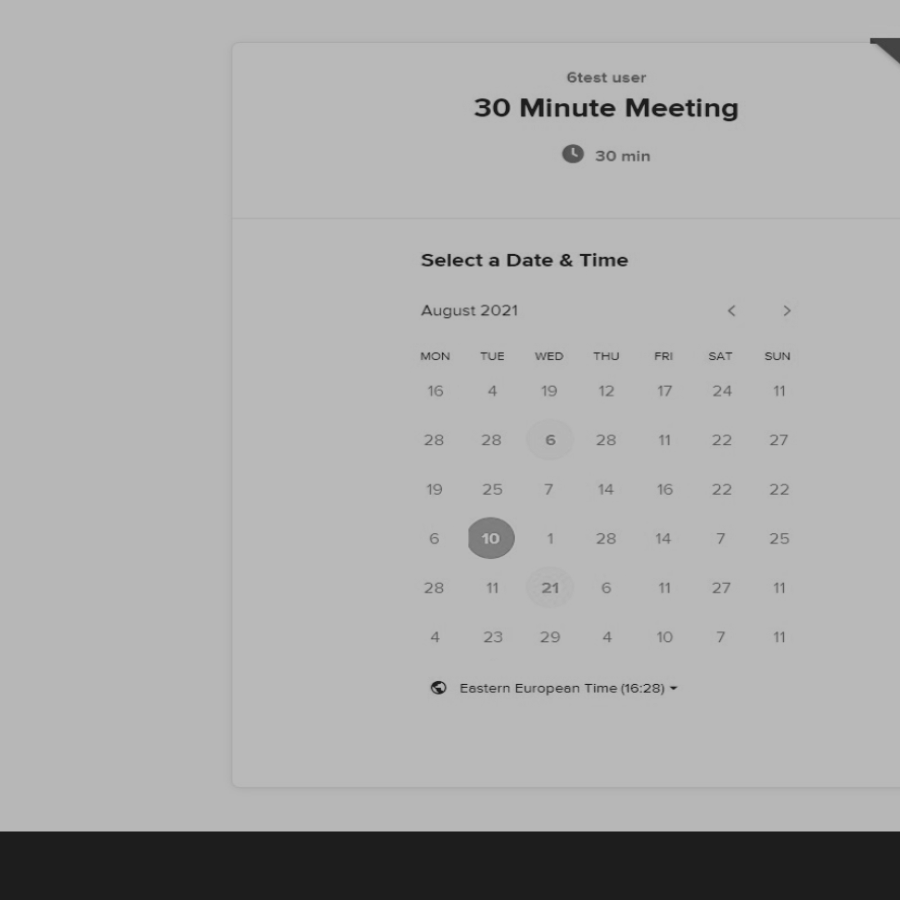 6test user
30 Minute Meeting
30 min
Select a Date & Time
August 2021
MON TUE WED THU FRI SAT SUN
16 4 19 12 17 24 11
28 28 6 28 11 22 27
19 25 7 14 16 22 22
6 10 1 28 14 7 25
28 11 21 6 11 27 11
4 23 29 4 10 7 11
Eastern European Time (16:28)